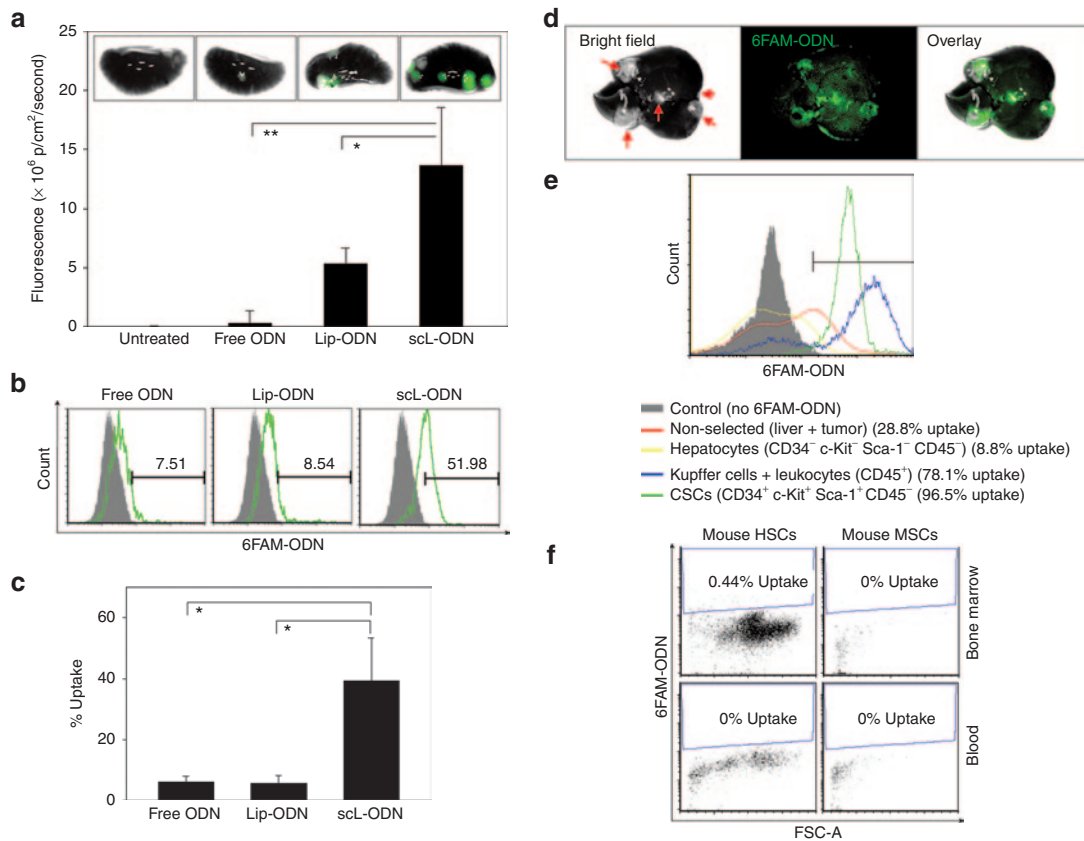 a
Fluorescence (× 10⁶ p/cm²/second)
25
20
15
10
5
0
**
*
Untreated
Free ODN
Lip-ODN
scL-ODN
b
Free ODN
Lip-ODN
scL-ODN
Count
7.51
8.54
51.98
6FAM-ODN
c
% Uptake
60
40
20
0
*
*
Free ODN
Lip-ODN
scL-ODN
d
Bright field
6FAM-ODN
Overlay
e
Count
6FAM-ODN
Control (no 6FAM-ODN)
Non-selected (liver + tumor) (28.8% uptake)
Hepatocytes (CD34⁻ c-Kit⁻ Sca-1⁻ CD45⁻) (8.8% uptake)
Kupffer cells + leukocytes (CD45⁺) (78.1% uptake)
CSCs (CD34⁺ c-Kit⁺ Sca-1⁺ CD45⁻ (96.5% uptake)
f
Mouse HSCs
Mouse MSCs
0.44% Uptake
0% Uptake
Bone marrow
0% Uptake
0% Uptake
Blood
6FAM-ODN
FSC-A